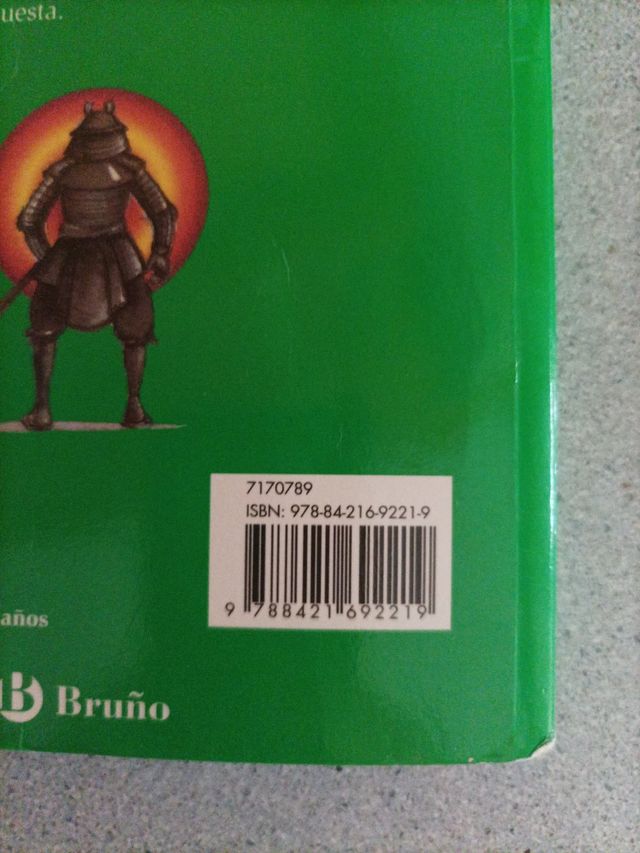 uesta.
7170789
ISBN: 978-84-216-9221-9
9 788421 692219
años
B Bruño